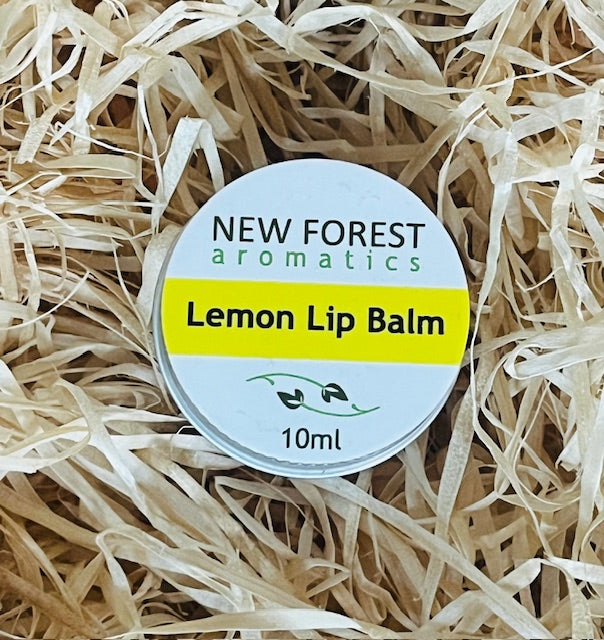 NEW FOREST
aromatics
Lemon Lip Balm
10ml